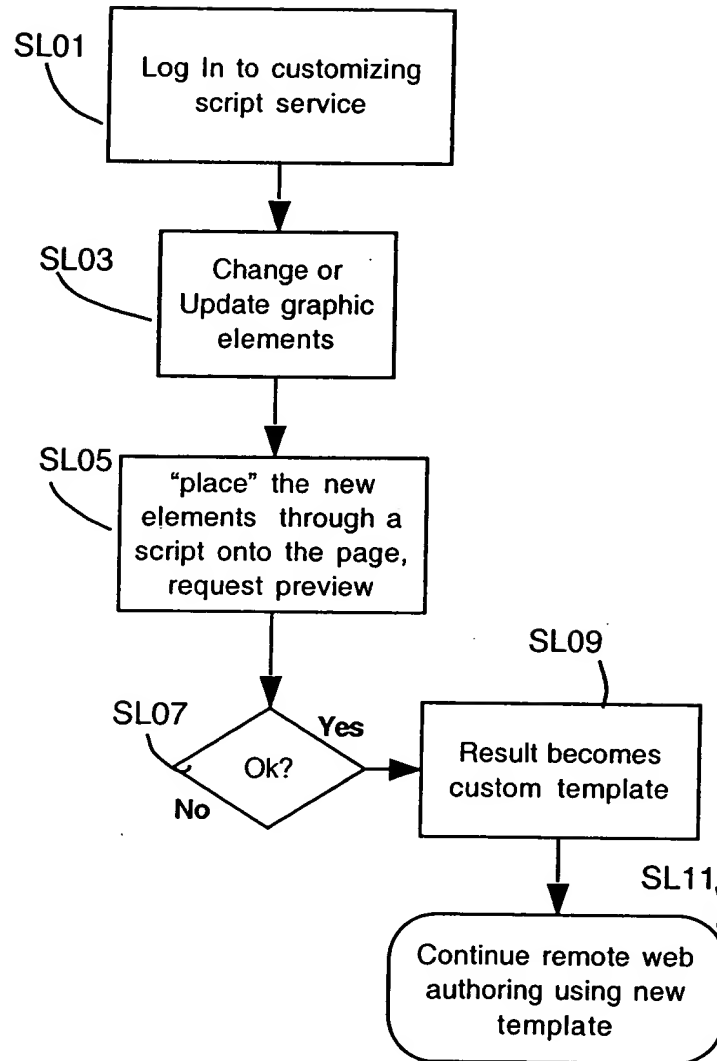 SL01
Log In to customizing
script service
SL03
Change or
Update graphic
elements
SL05
"place" the new
elements through a
script onto the page,
request preview
SL09
SL07
Yes
Ok?
No
Result becomes
custom template
SL11
Continue remote web
authoring using new
template